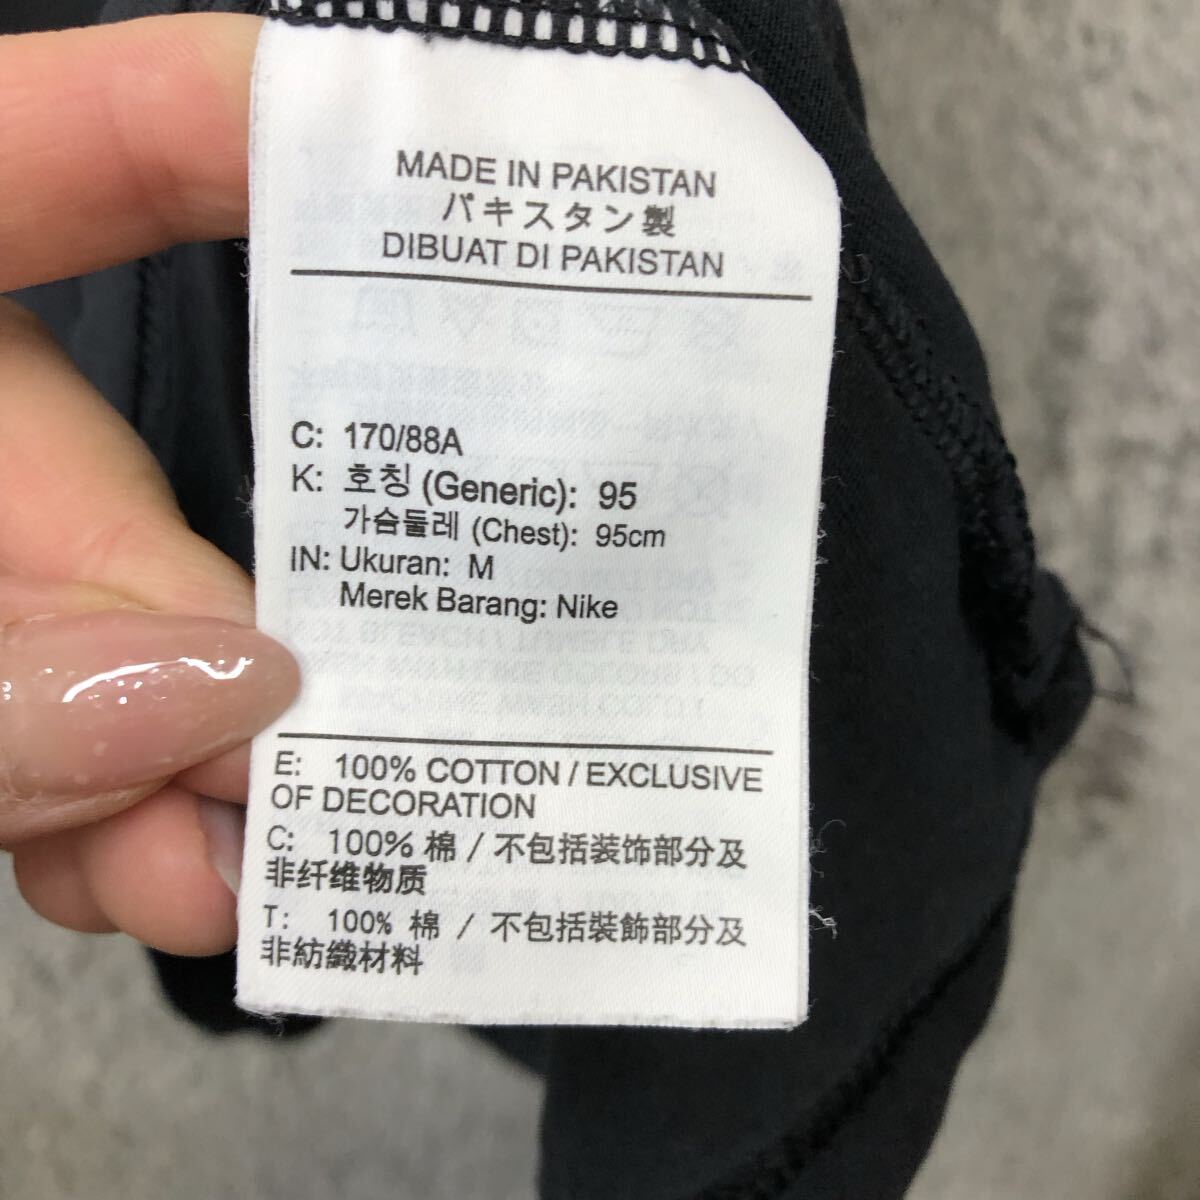 MADE IN PAKISTAN
パキスタン製
DIBUAT DI PAKISTAN
C: 170/88A
K: 호칭 (Generic): 95
가슴둘레 (Chest): 95cm
IN: Ukuran: M
Merek Barang: Nike
E: 100% COTTON / EXCLUSIVE
OF DECORATION
C: 100% 棉 / 不包括装饰部分及
非纤维物质
T: 100% 棉 / 不包括裝飾部分及
非紡織材料